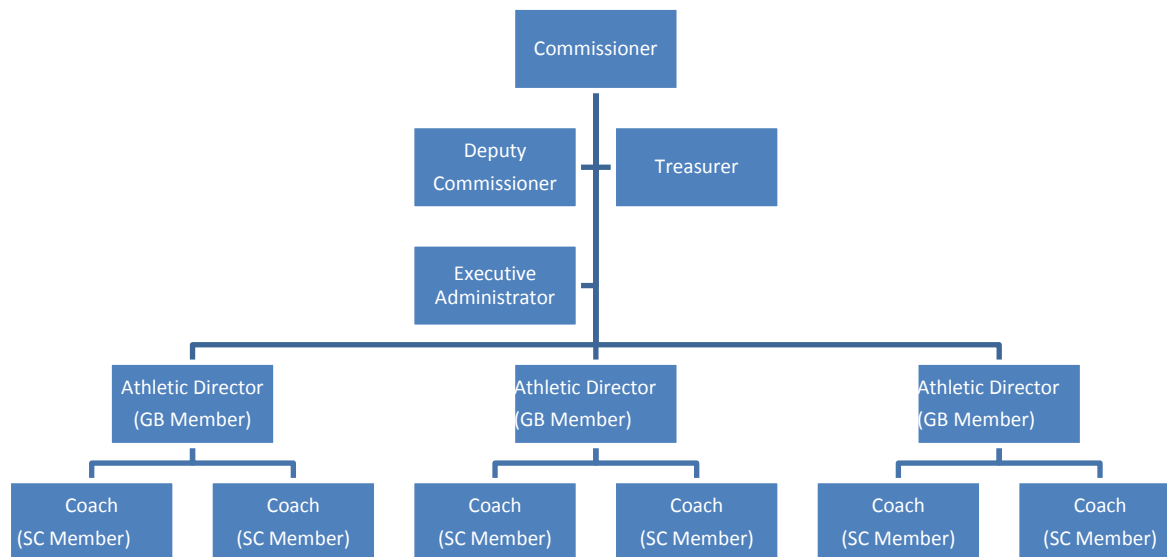 Commissioner
Deputy
Commissioner
Treasurer
Executive
Administrator
Athletic Director
(GB Member)
Athletic Director
(GB Member)
Athletic Director
(GB Member)
Coach
(SC Member)
Coach
(SC Member)
Coach
(SC Member)
Coach
(SC Member)
Coach
(SC Member)
Coach
(SC Member)